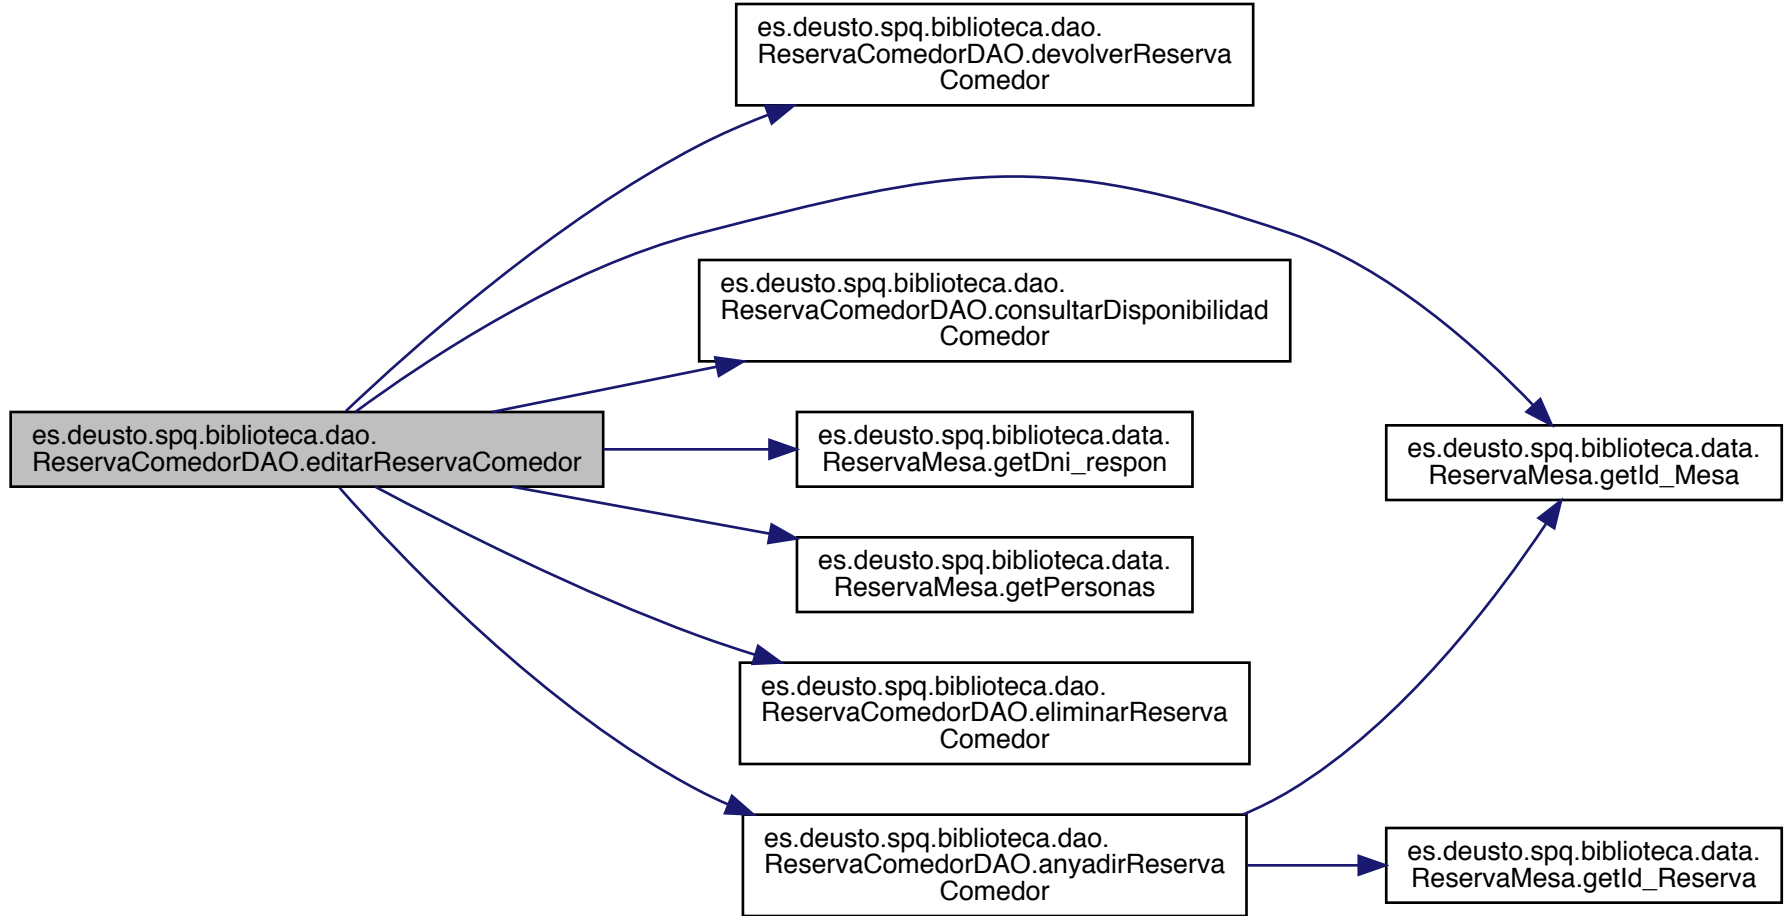 es.deusto.spq.biblioteca.dao.
ReservaComedorDAO.devolverReserva
Comedor
es.deusto.spq.biblioteca.dao.
ReservaComedorDAO.consultarDisponibilidad
Comedor
es.deusto.spq.biblioteca.dao.
ReservaComedorDAO.editarReservaComedor
es.deusto.spq.biblioteca.data.
ReservaMesa.getDni_respon
es.deusto.spq.biblioteca.data.
ReservaMesa.getId_Mesa
es.deusto.spq.biblioteca.data.
ReservaMesa.getPersonas
es.deusto.spq.biblioteca.dao.
ReservaComedorDAO.eliminarReserva
Comedor
es.deusto.spq.biblioteca.dao.
ReservaComedorDAO.anyadirReserva
Comedor
es.deusto.spq.biblioteca.data.
ReservaMesa.getId_Reserva